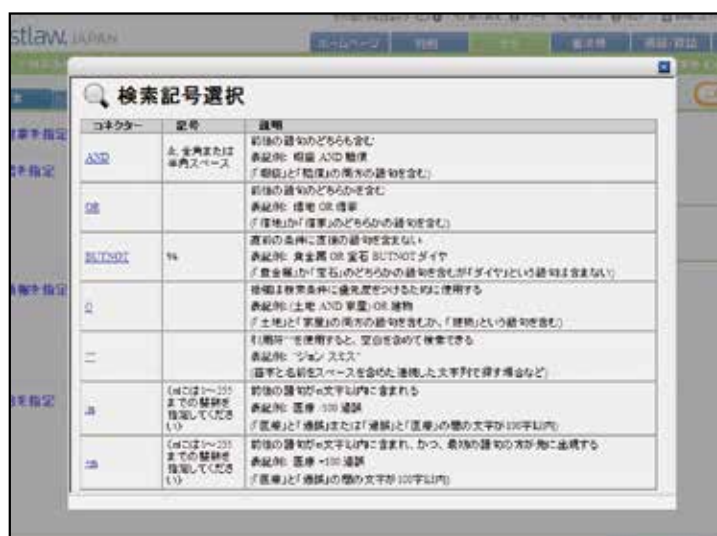 stlaw. JAPAN
ホームページ
検索記号選択
コネクター 記号 説明
AND
&, 全角または
半角スペース
前後の語句のどちらも含む
表記例: 瑕疵 AND 賠償
(「瑕疵」と「賠償」の両方の語句を含む)
OR
前後の語句のどちらかを含む
表記例: 借地 OR 借家
(「借地」か「借家」のどちらかの語句を含む)
BUTNOT
%
直前の条件に直後の語句を含まない
表記例: 貴金属 OR 宝石 BUTNOT ダイヤ
(「貴金属」か「宝石」のどちらかの語句を含むが「ダイヤ」という語句は含まない)
()
括弧は検索条件に優先度をつけるために使用する
表記例: (土地 AND 家屋) OR 建物
(「土地」と「家屋」の両方の語句を含むか、「建物」という語句を含む)
""
引用符""を使用すると、空白を含めて検索できる
表記例: "ジョン スミス"
(苗字と名前をスペースを含めた連続した文字列で探す場合など)
/n
(nには1～255
までの整数を
指定してくださ
い)
前後の語句がn文字以内に含まれる
表記例: 医療 /100 過誤
(「医療」と「過誤」または「過誤」と「医療」の間の文字が100字以内)
+n
(nには1～255
までの整数を
指定してくださ
い)
前後の語句がn文字以内に含まれ、かつ、最初の語句の方が先に出現する
表記例: 医療 +100 過誤
(「医療」と「過誤」の間の文字が100字以内)